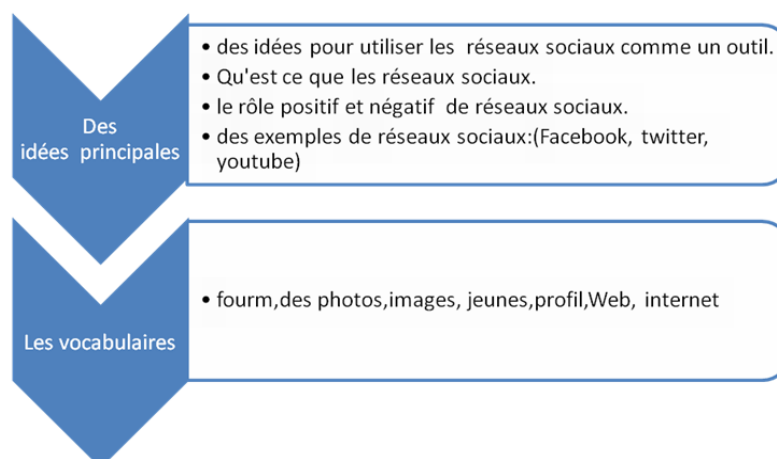 Des
idées principales
• des idées pour utiliser les réseaux sociaux comme un outil.
• Qu'est ce que les réseaux sociaux.
• le rôle positif et négatif de réseaux sociaux.
• des exemples de réseaux sociaux:(Facebook, twitter,
youtube)
Les vocabulaires
• fourm,des photos,images, jeunes,profil,Web, internet